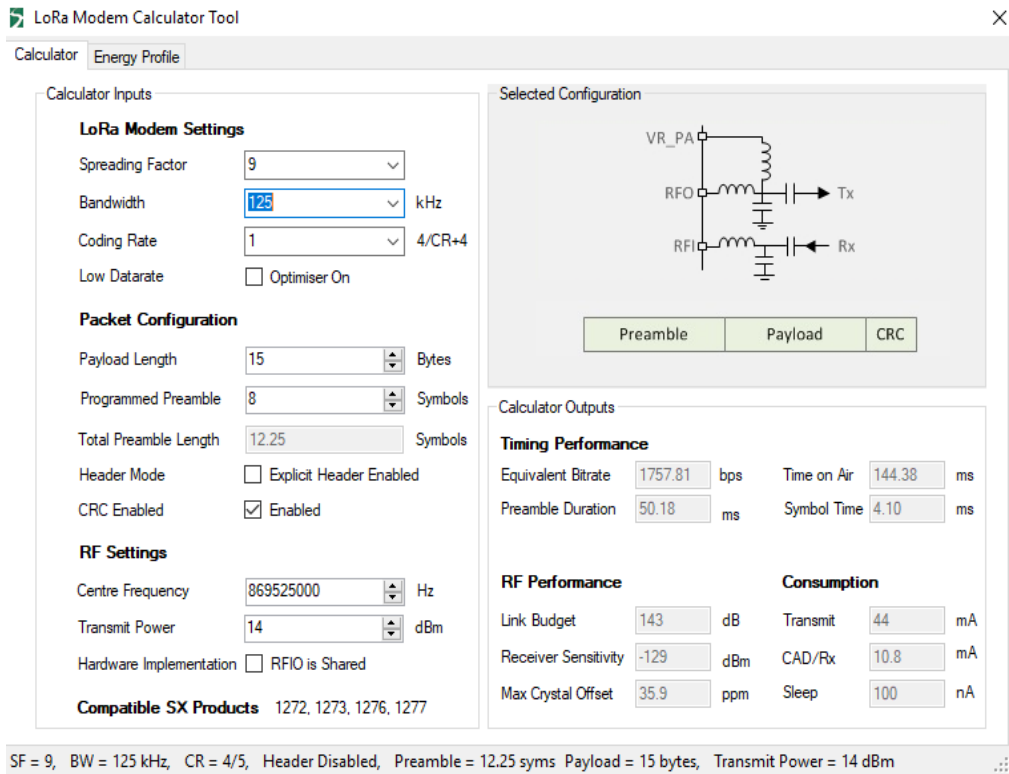 LoRa Modem Calculator Tool
Calculator Energy Profile
Calculator Inputs
LoRa Modem Settings
Spreading Factor 9
Bandwidth 125 kHz
Coding Rate 1 4/CR+4
Low Datarate Optimiser On
Packet Configuration
Payload Length 15 Bytes
Programmed Preamble 8 Symbols
Total Preamble Length 12.25 Symbols
Header Mode Explicit Header Enabled
CRC Enabled Enabled
RF Settings
Centre Frequency 869525000 Hz
Transmit Power 14 dBm
Hardware Implementation RFIO is Shared
Compatible SX Products 1272, 1273, 1276, 1277
Selected Configuration
VR_PA
RFO Tx
RFI Rx
Preamble Payload CRC
Calculator Outputs
Timing Performance
Equivalent Bitrate 1757.81 bps Time on Air 144.38 ms
Preamble Duration 50.18 ms Symbol Time 4.10 ms
RF Performance Consumption
Link Budget 143 dB Transmit 44 mA
Receiver Sensitivity -129 dBm CAD/Rx 10.8 mA
Max Crystal Offset 35.9 ppm Sleep 100 nA
SF = 9, BW = 125 kHz, CR = 4/5, Header Disabled, Preamble = 12.25 syms Payload = 15 bytes, Transmit Power = 14 dBm